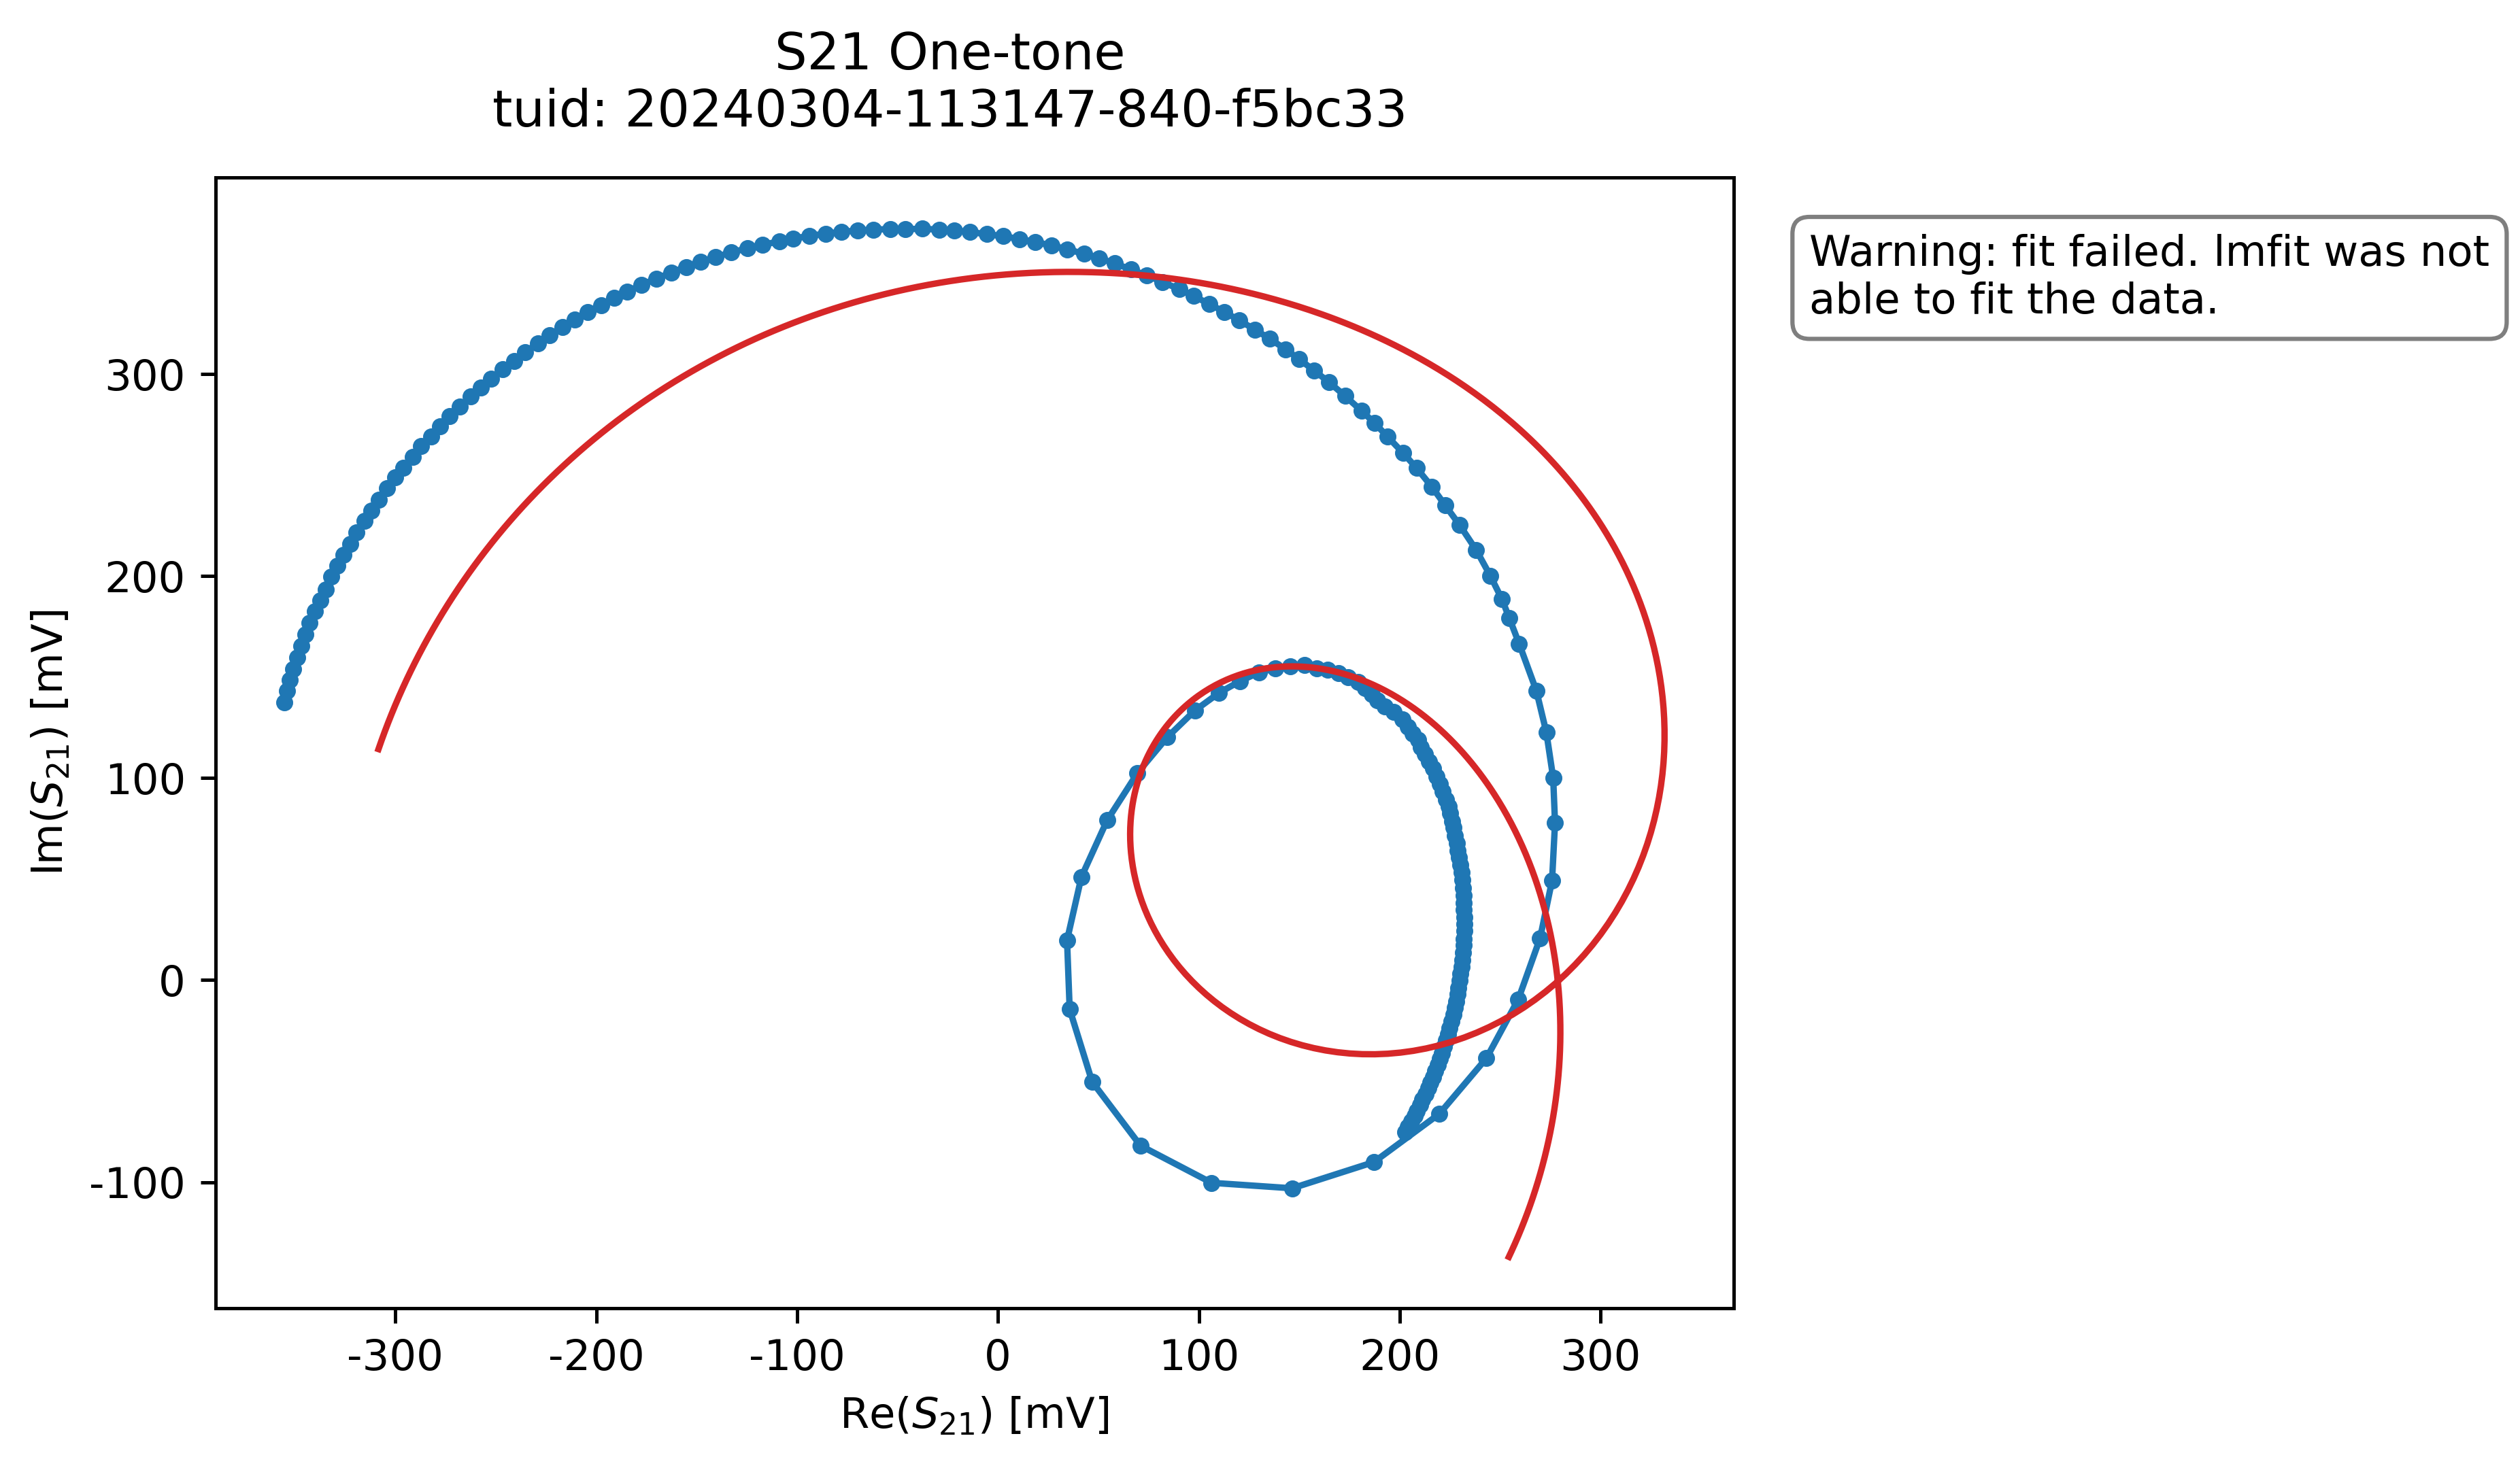 S21 One-tone
tuid: 20240304-113147-840-f5bc33
Warning: fit failed. lmfit was not
able to fit the data.
Im(S21) [mV]
300
200
100
0
-100
-300
-200
-100
0
100
200
300
Re(S21) [mV]